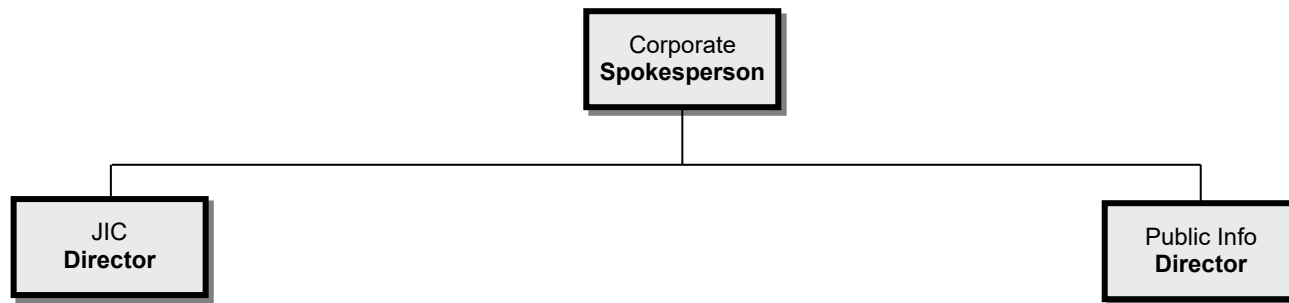 Corporate
Spokesperson
JIC
Director
Public Info
Director